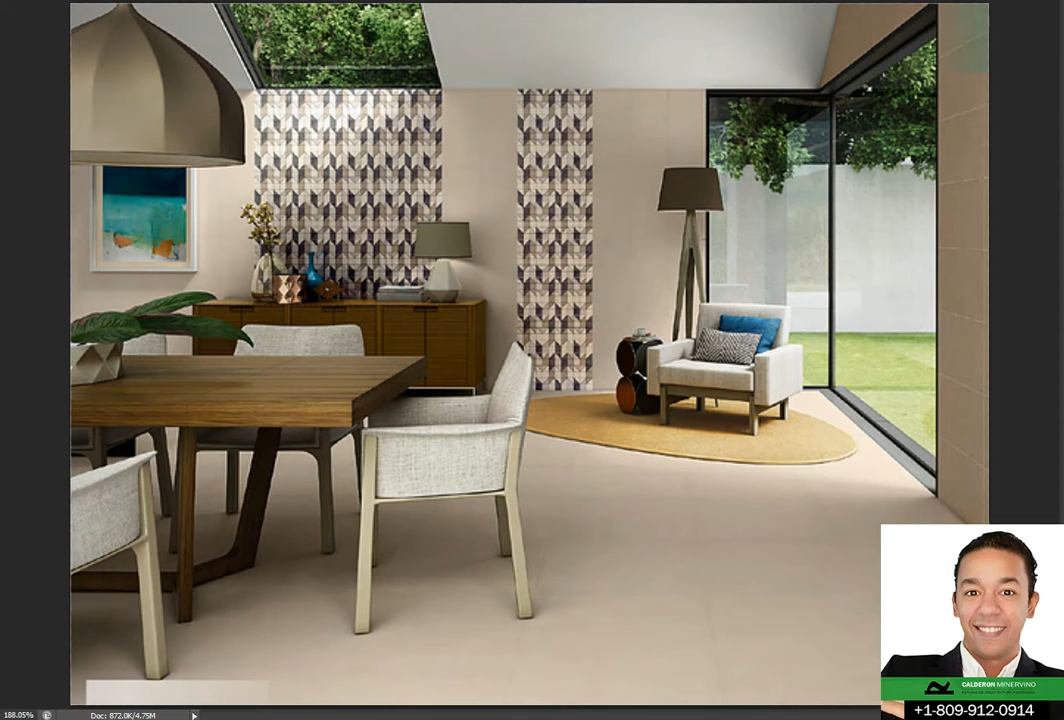 CALDERON MINERVINO
+1-809-912-0914
188.05%
Doc: 872.0K/4.75M